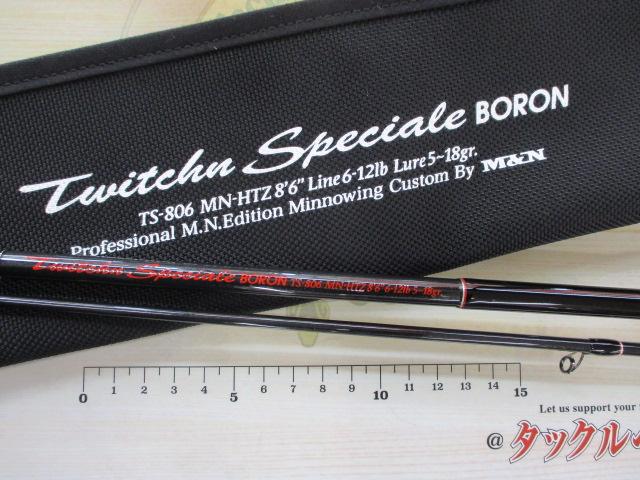 Twitchn Speciale BORON
TS-806 MN-HTZ 8'6" Line 6-12lb Lure 5~18gr.
Professional M.N.Edition Minnowing Custom By M&N
Twitchn Speciale BORON TS-806 MN-HTZ 8'6" 6-12lb 5-18gr.
0 1 2 3 4 5 6 7 8 9 10 11 12 13 14 15
Let us support your
@タックル